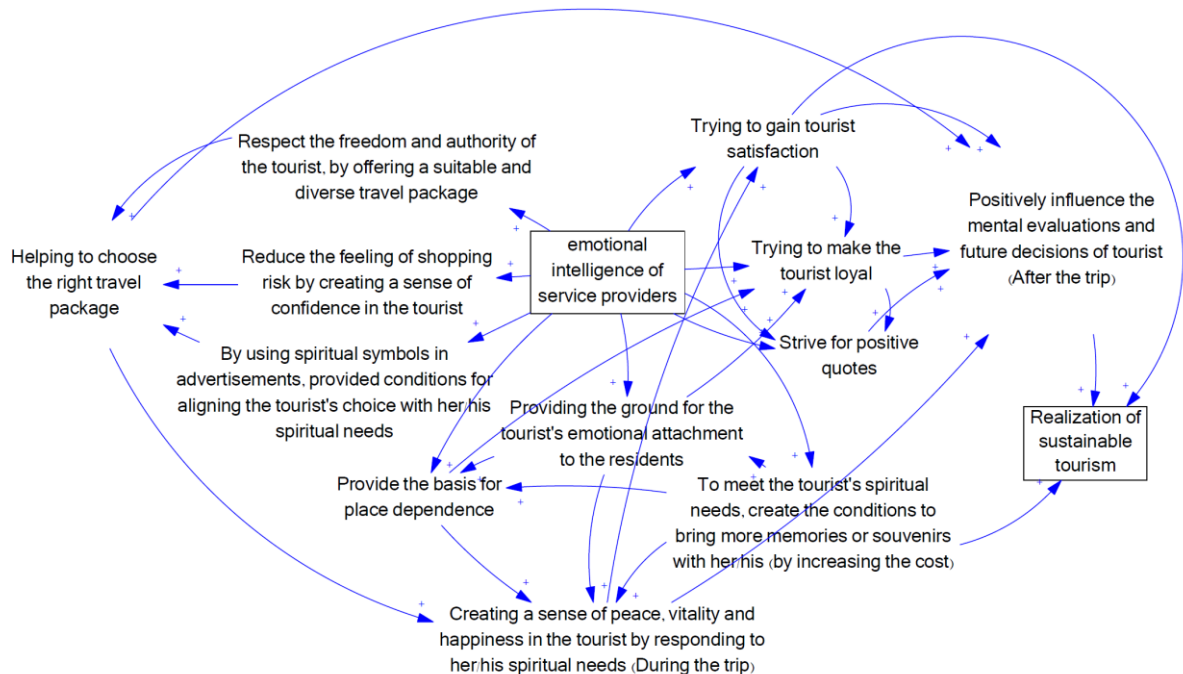 Trying to gain tourist
satisfaction
Respect the freedom and authority of
the tourist, by offering a suitable and
diverse travel package
Positively influence the
mental evaluations and
future decisions of tourist
(After the trip)
Helping to choose
the right travel
package
Reduce the feeling of shopping
risk by creating a sense of
confidence in the tourist
emotional
intelligence of
service providers
Trying to make the
tourist loyal
Strive for positive
quotes
By using spiritual symbols in
advertisements, provided conditions for
aligning the tourist's choice with her/his
spiritual needs
Providing the ground for the
tourist's emotional attachment
to the residents
Realization of
sustainable
tourism
Provide the basis for
place dependence
To meet the tourist's spiritual
needs, create the conditions to
bring more memories or souvenirs
with her/his (by increasing the cost)
Creating a sense of peace, vitality and
happiness in the tourist by responding to
her/his spiritual needs (During the trip)